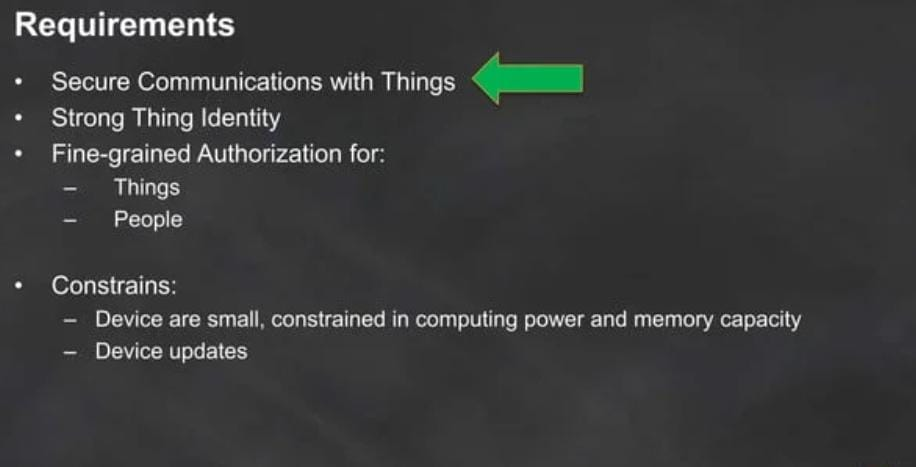 Requirements
• Secure Communications with Things
• Strong Thing Identity
• Fine-grained Authorization for:
– Things
– People
• Constrains:
– Device are small, constrained in computing power and memory capacity
– Device updates